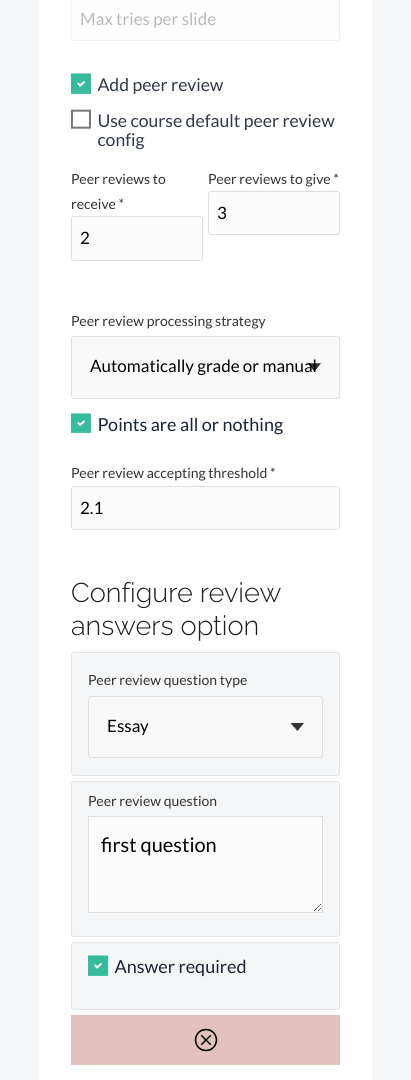 Max tries per slide
Add peer review
Use course default peer review
config
Peer reviews to
receive *
2
Peer reviews to give *
3
Peer review processing strategy
Automatically grade or manual
Points are all or nothing
Peer review accepting threshold *
2.1
Configure review
answers option
Peer review question type
Essay
Peer review question
first question
Answer required